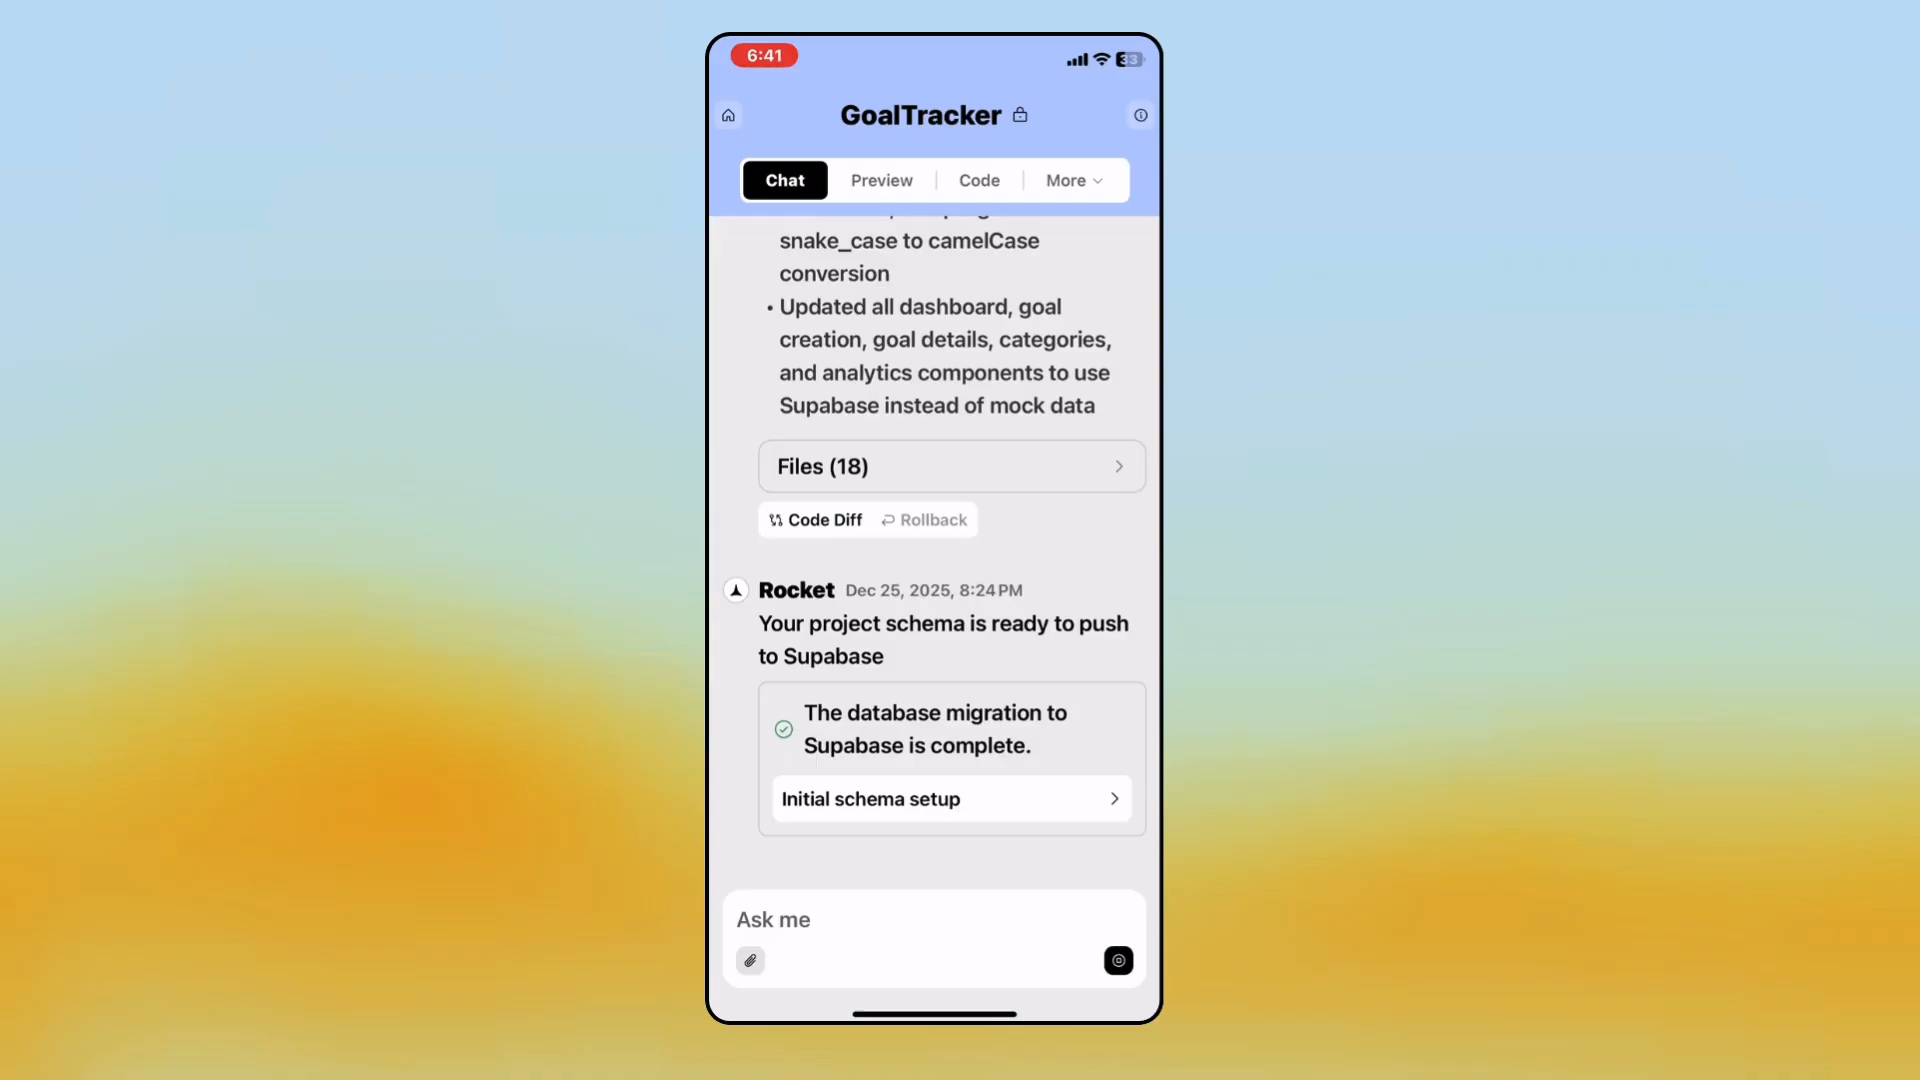 6:41
33
GoalTracker
Chat
Preview
Code
More
snake_case to camelCase
conversion
• Updated all dashboard, goal
creation, goal details, categories,
and analytics components to use
Supabase instead of mock data
Files (18)
Code Diff
Rollback
Rocket Dec 25, 2025, 8:24 PM
Your project schema is ready to push
to Supabase
The database migration to
Supabase is complete.
Initial schema setup
Ask me